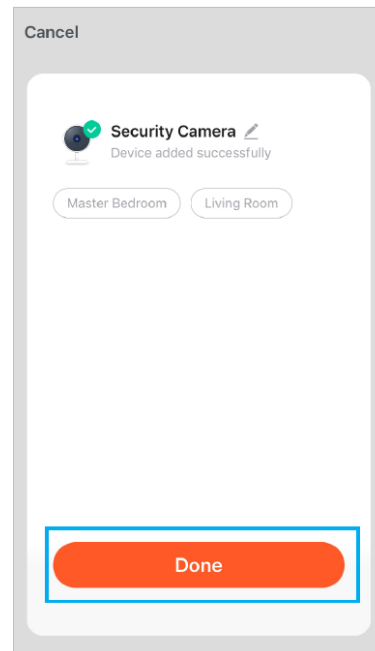 Cancel
Security Camera
Device added successfully
Master Bedroom
Living Room
Done